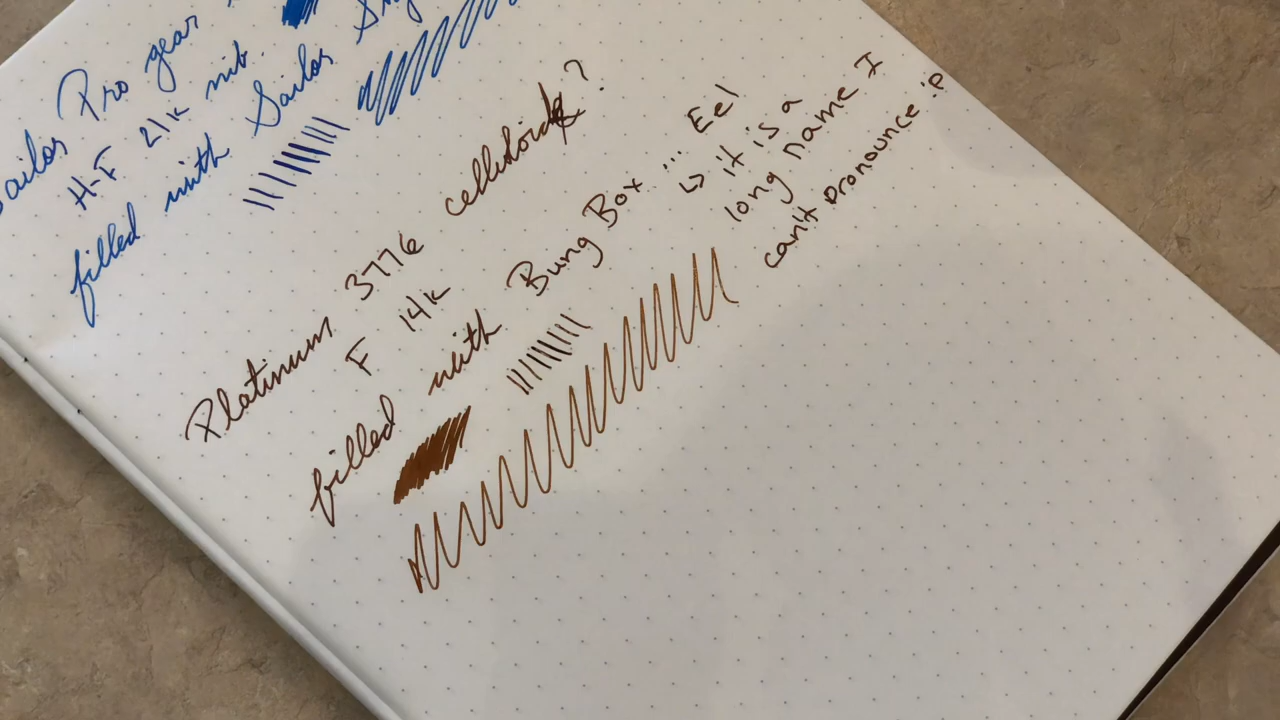 Sailor Pro gear
H-F 21k nib.
filled with Sailor
Platinum 3776 celluloid?
F 14k
filled with Bung Box ... Eel
↳ it is a
long name I
can't pronounce :P